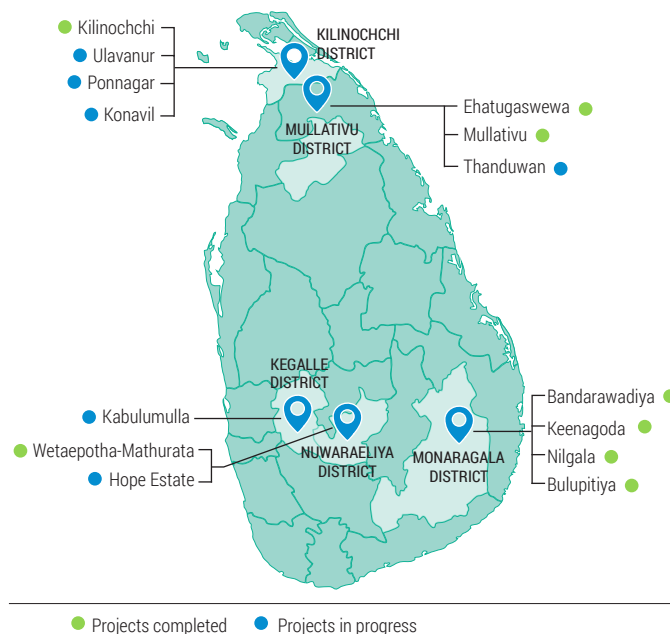 Kilinochchi
Ulavanur
Ponnagar
Konavil
KILINOCHCHI
DISTRICT
MULLATIVU
DISTRICT
Ehatugaswewa
Mullativu
Thanduwan
KEGALLE
DISTRICT
Kabulumulla
Wetaepotha-Mathurata
Hope Estate
NUWARAELIYA
DISTRICT
MONARAGALA
DISTRICT
Bandarawadiya
Keenagoda
Nilgala
Bulupitiya
Projects completed
Projects in progress